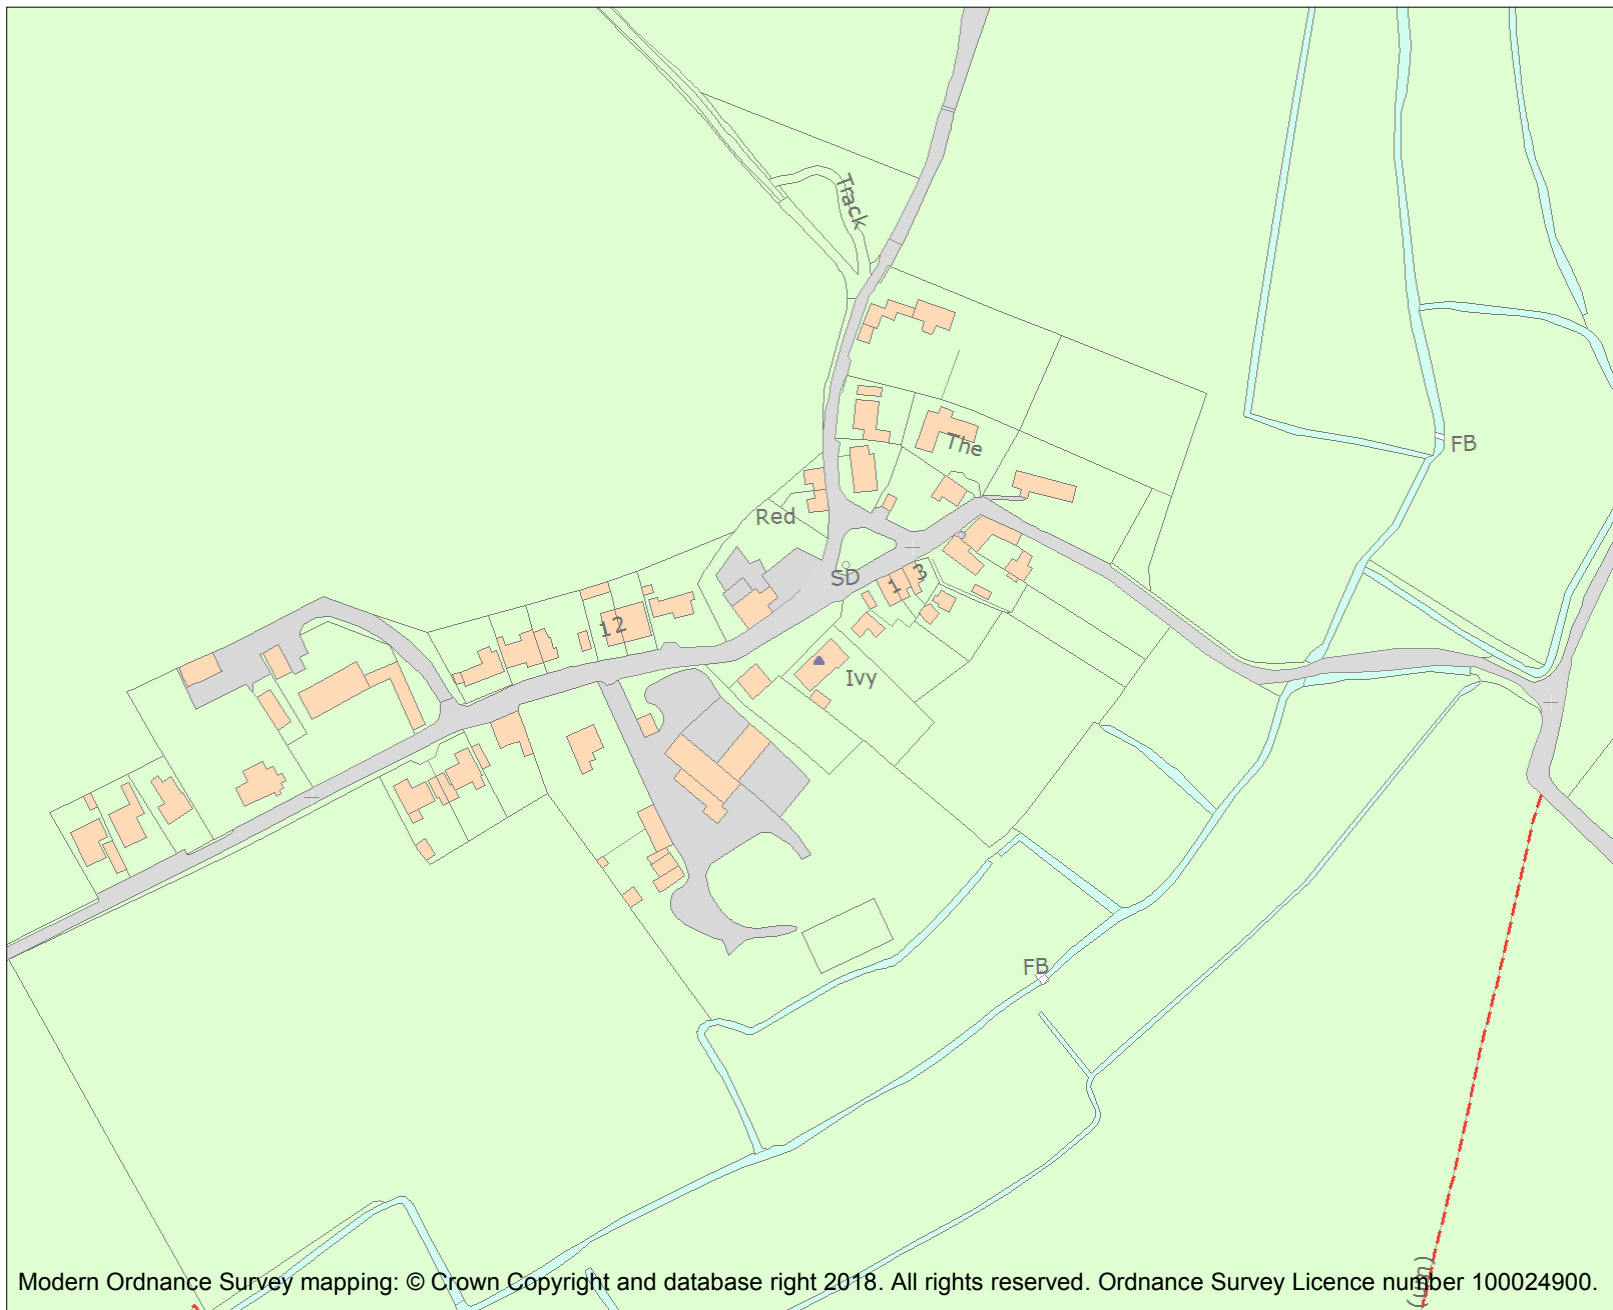 Track
FB
The
Red
SD
1
3
12
Ivy
FB
Modern Ordnance Survey mapping: © Crown Copyright and database right 2018. All rights reserved. Ordnance Survey Licence number 100024900.